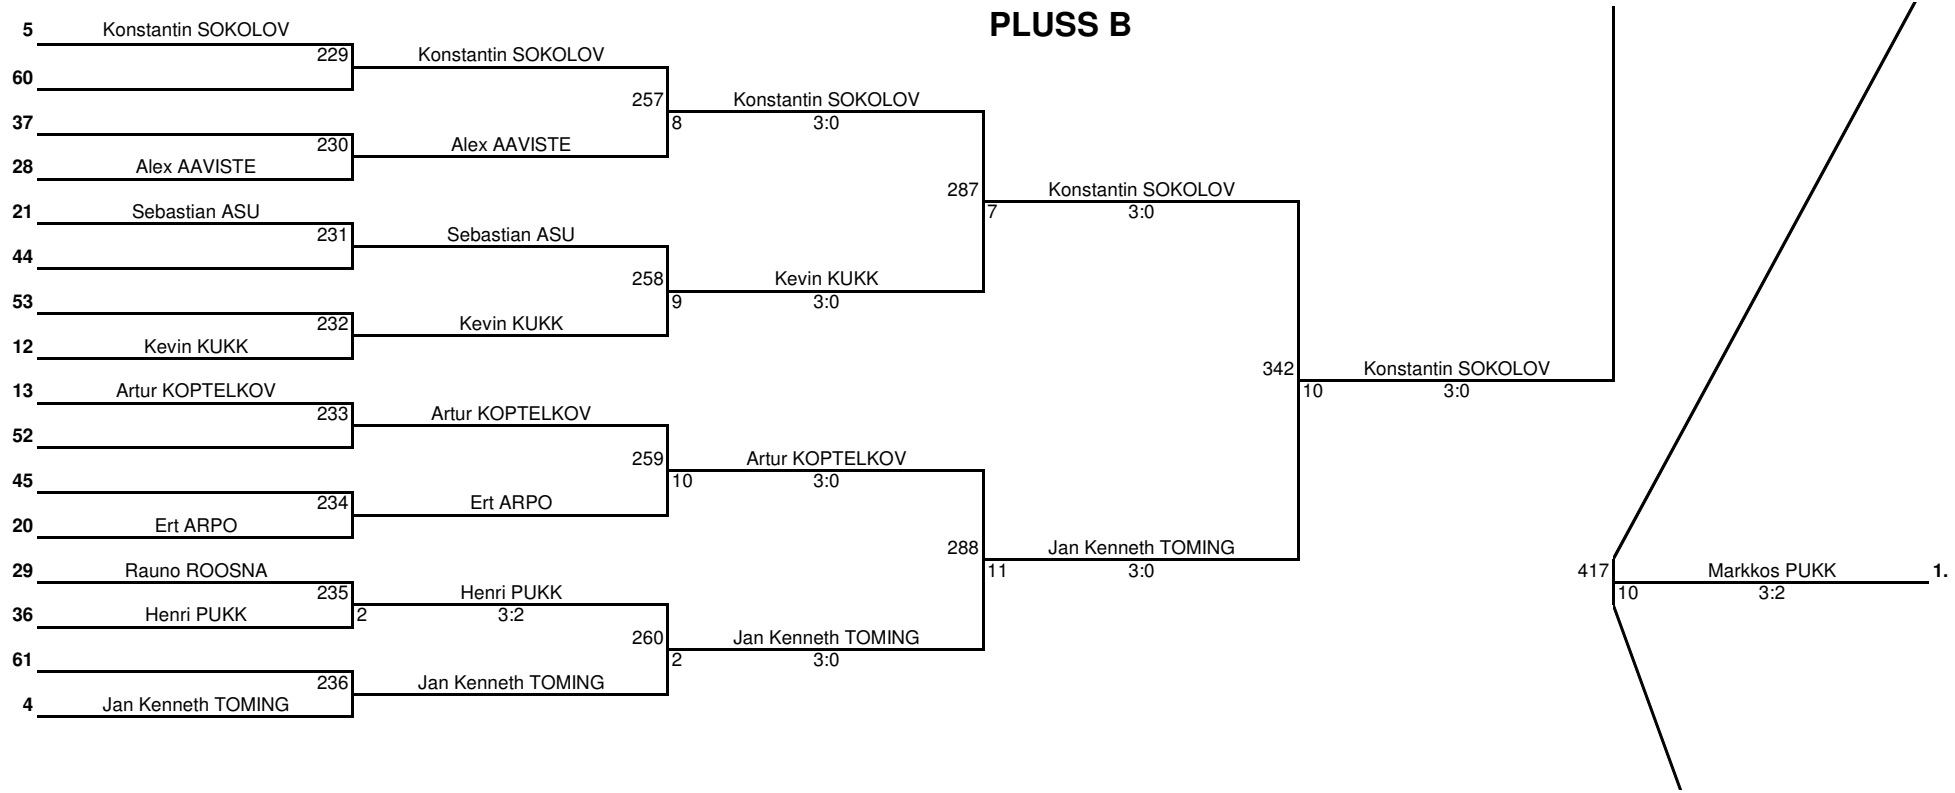 PLUSS B
5 Konstantin SOKOLOV
229 Konstantin SOKOLOV
60
257 Konstantin SOKOLOV
37
8 3:0
230 Alex AAVISTE
28 Alex AAVISTE
287 Konstantin SOKOLOV
21 Sebastian ASU
7 3:0
231 Sebastian ASU
44
258 Kevin KUKK
53
9 3:0
232 Kevin KUKK
12 Kevin KUKK
342 Konstantin SOKOLOV
13 Artur KOPTELKOV
10 3:0
233 Artur KOPTELKOV
52
259 Artur KOPTELKOV
45
10 3:0
234 Ert ARPO
20 Ert ARPO
288 Jan Kenneth TOMING
29 Rauno ROOSNA
11 3:0
417 Markkos PUKK 1.
235 Henri PUKK
10 3:2
36 Henri PUKK
2 3:2
260 Jan Kenneth TOMING
61
2 3:0
236 Jan Kenneth TOMING
4 Jan Kenneth TOMING